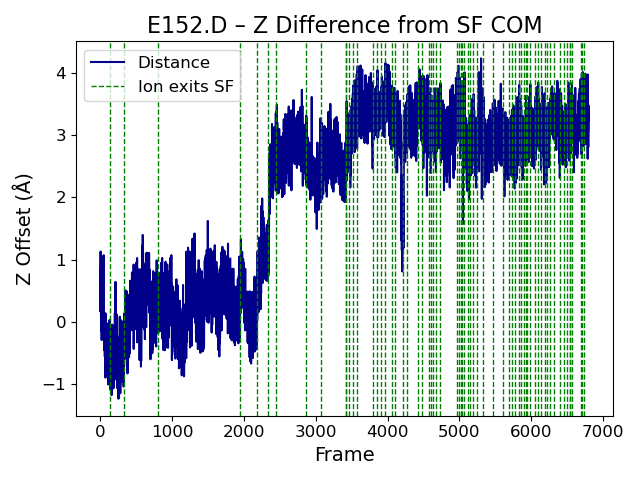 E152.D – Z Difference from SF COM
Distance
Ion exits SF
Z Offset (Å)
4
3
2
1
0
−1
0 1000 2000 3000 4000 5000 6000 7000
Frame